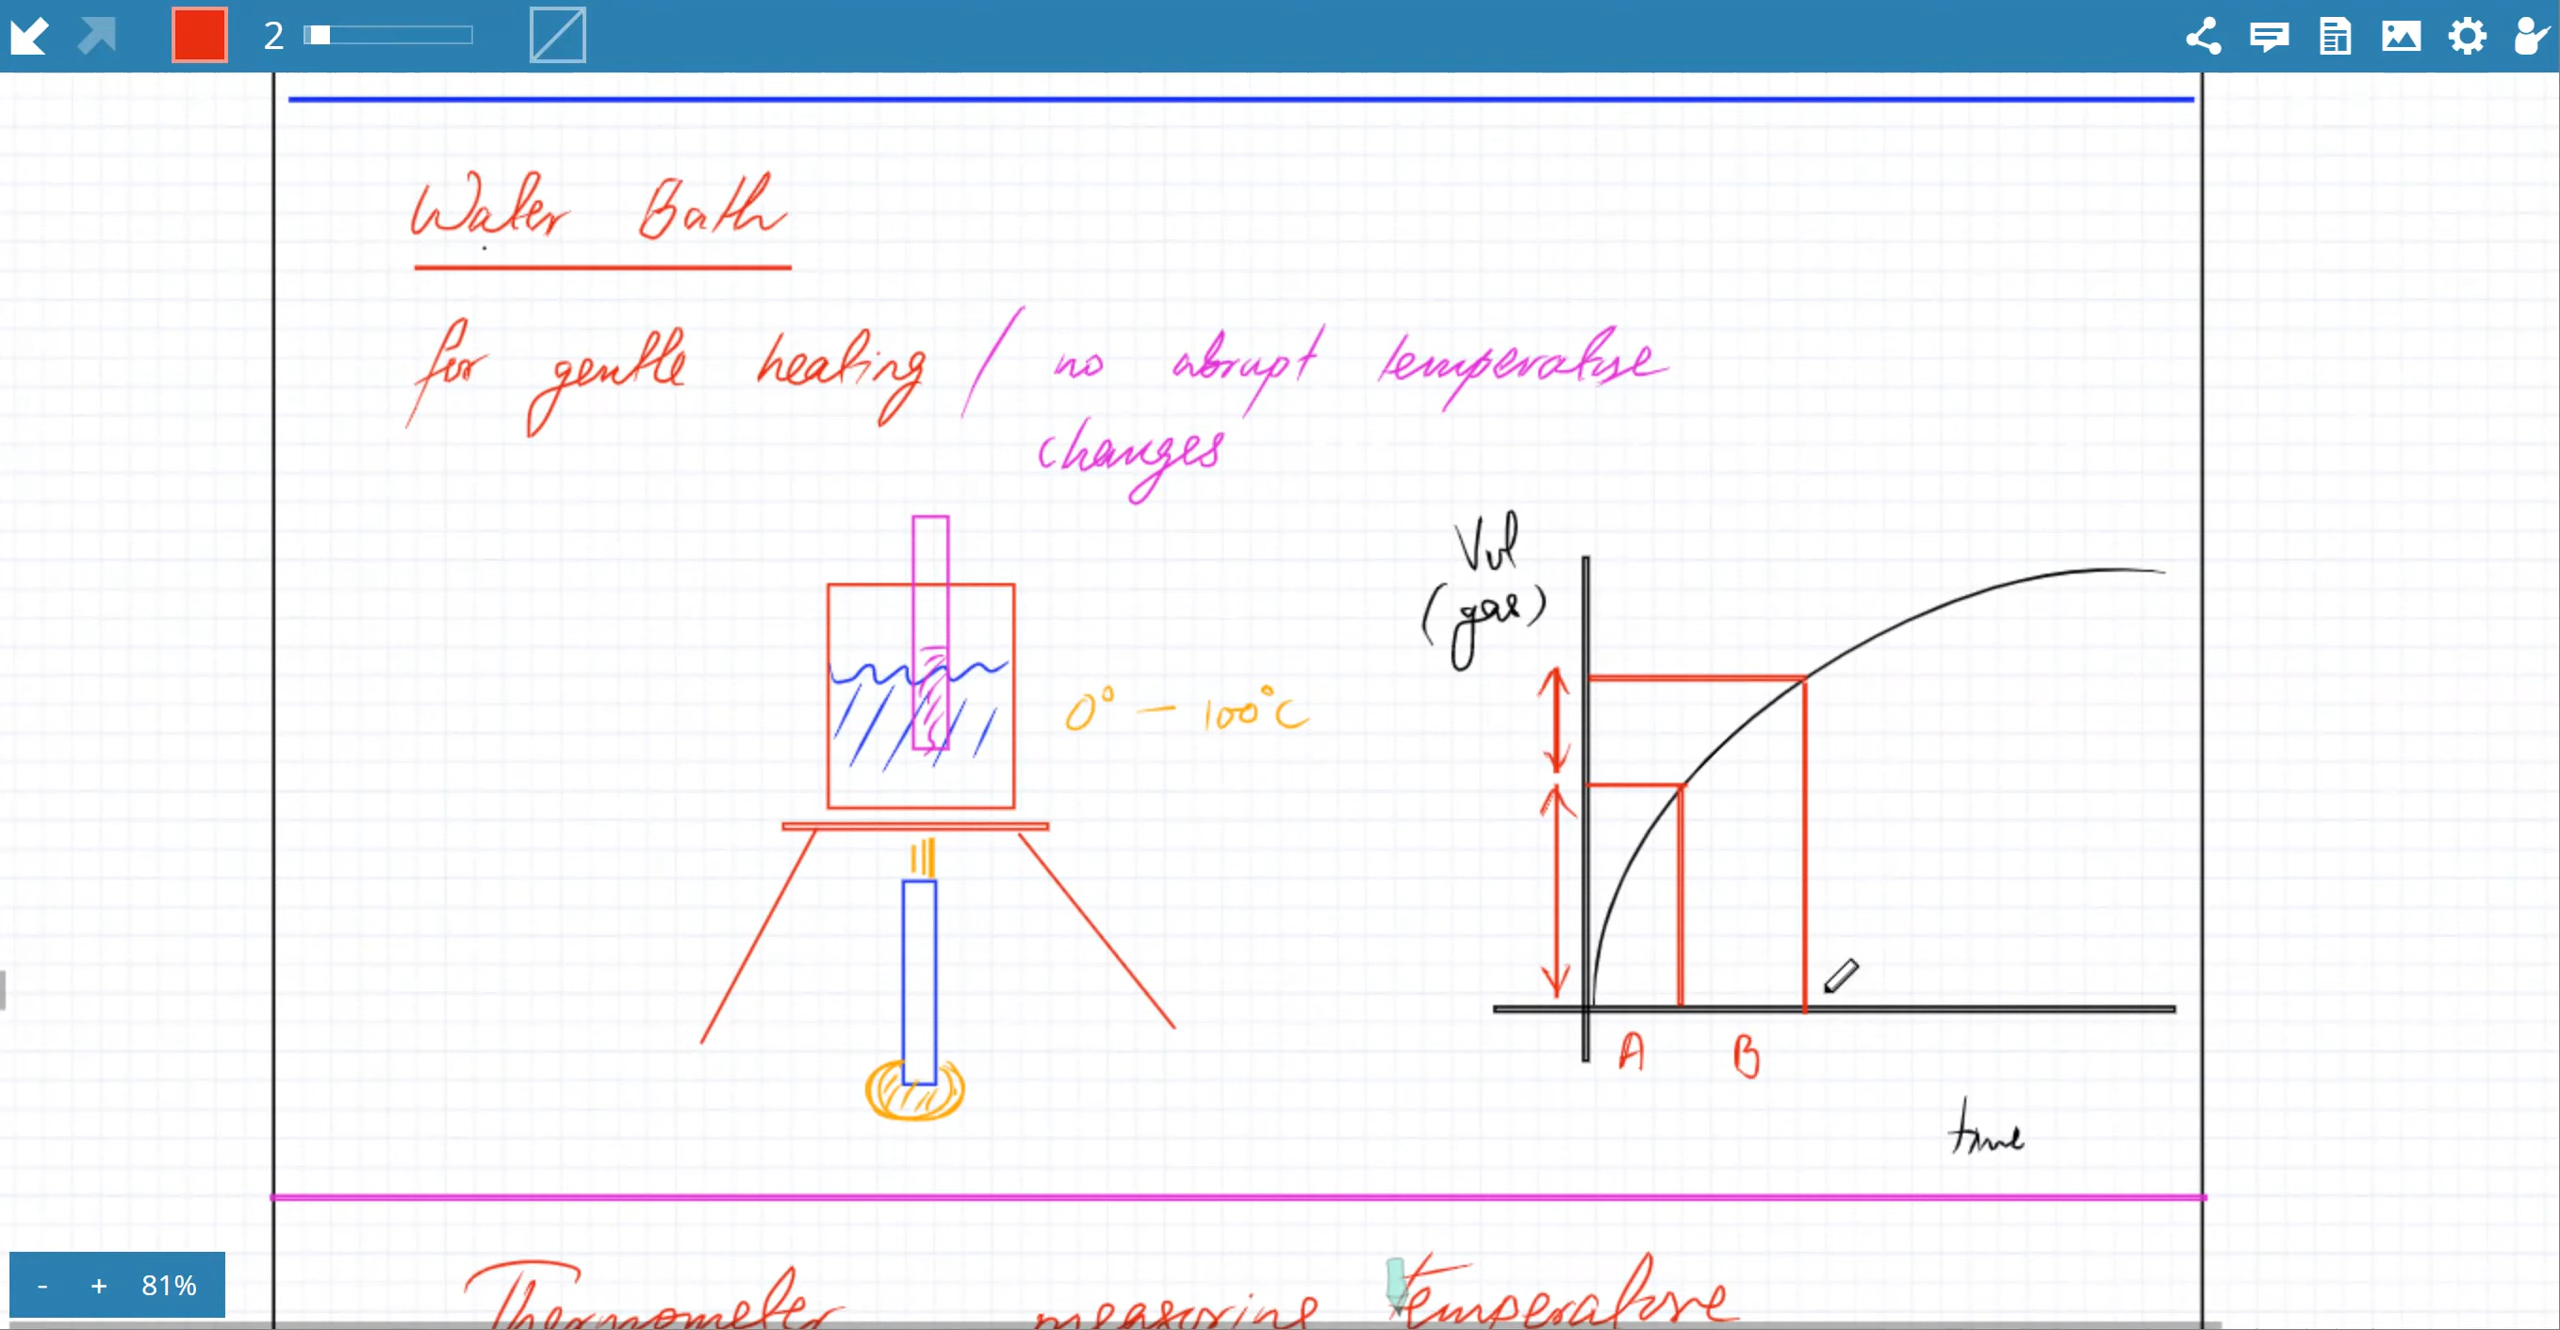 2
Water Bath
for gentle heating / no abrupt temperature
changes
Vol
(gas)
0° — 100°C
A B
time
- + 81%
Thermometer measuring temperature